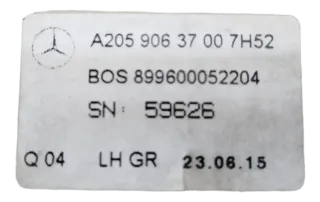 A205 906 37 00 7H52
BOS 899600052204
SN: 59626
Q 04 LH GR 23.06.15